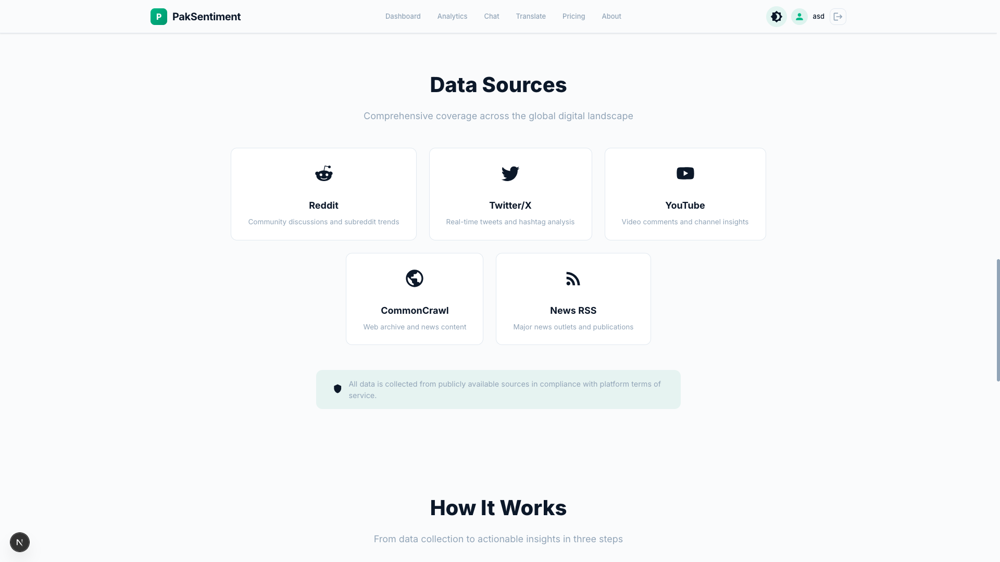 P PakSentiment
Dashboard Analytics Chat Translate Pricing About
asd
Data Sources
Comprehensive coverage across the global digital landscape
Reddit
Community discussions and subreddit trends
Twitter/X
Real-time tweets and hashtag analysis
YouTube
Video comments and channel insights
CommonCrawl
Web archive and news content
News RSS
Major news outlets and publications
All data is collected from publicly available sources in compliance with platform terms of
service.
How It Works
From data collection to actionable insights in three steps
N